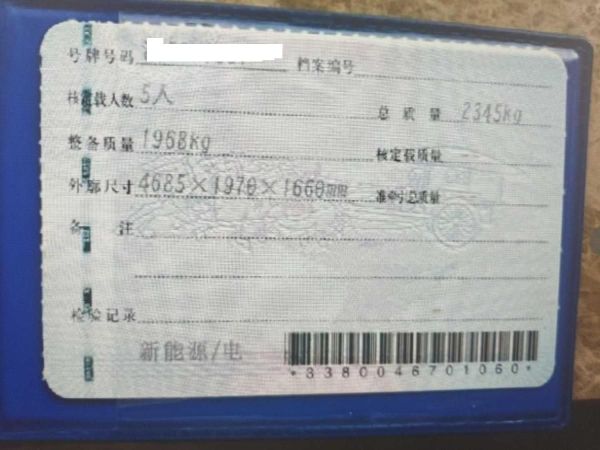 号牌号码 档案编号
核定载人数 5人 总质量 2345kg
整备质量 1968kg 核定载质量
外廓尺寸 4685×1970×1660mm 准牵引总质量
备注
检验记录
新能源/电
*3380046701060*